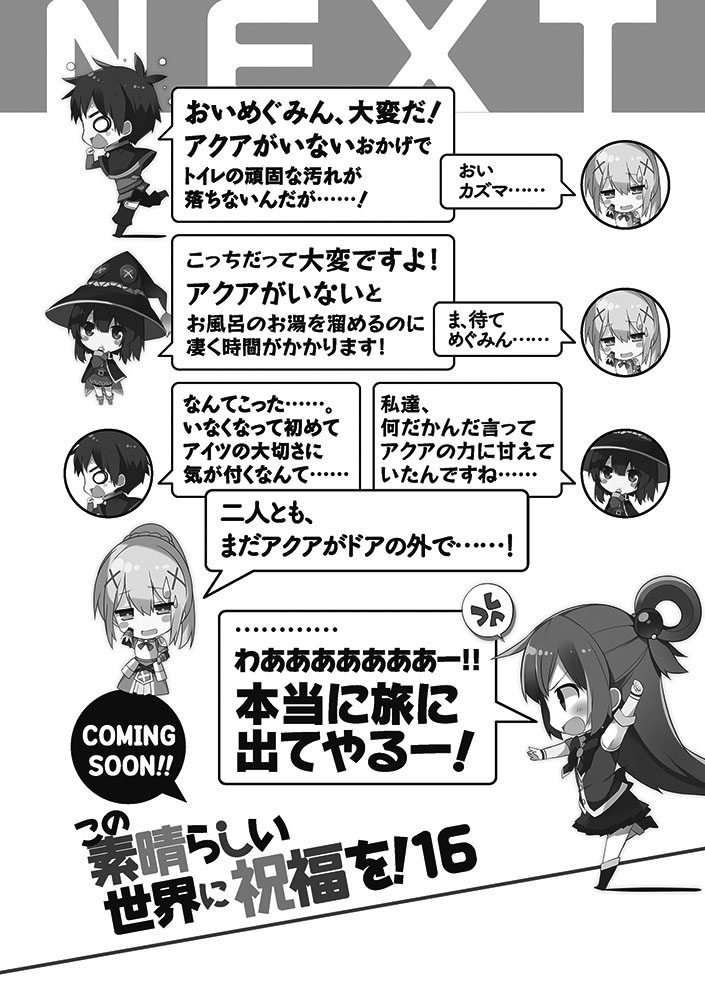 NEXT
おいめぐみん、大変だ!
アクアがいないおかげで
トイレの頑固な汚れが
落ちないんだが……!
おい
カズマ……
こっちだって大変ですよ!
アクアがいないと
お風呂のお湯を溜めるのに
凄く時間がかかります!
ま、待て
めぐみん……
なんてこった……。
いなくなって初めて
アイツの大切さに
気が付くなんて……
私達、
何だかんだ言って
アクアの力に甘えて
いたんですね……
二人とも、
まだアクアがドアの外で……!
…………
わあああああああー!!
本当に旅に
出てやるー!
COMING
SOON!!
この
素晴らしい
世界に祝福を!16